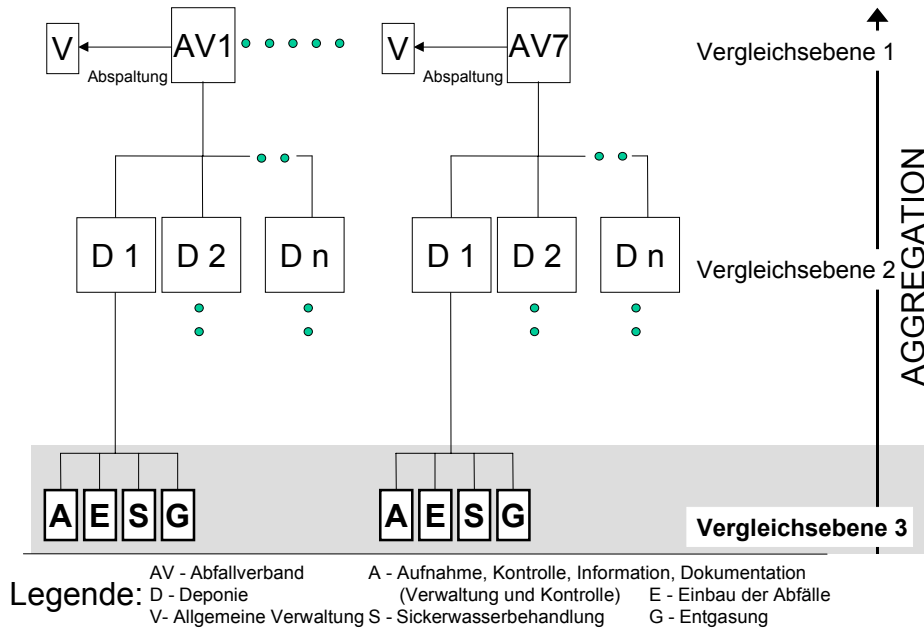 V
AV1
V
AV7
Vergleichsebene 1
Abspaltung
Abspaltung
D 1
D 2
D n
D 1
D 2
D n
Vergleichsebene 2
AGGREGATION
A E S G
A E S G
Vergleichsebene 3
Legende:
AV - Abfallverband
D - Deponie
V- Allgemeine Verwaltung
A - Aufnahme, Kontrolle, Information, Dokumentation
(Verwaltung und Kontrolle)
E - Einbau der Abfälle
S - Sickerwasserbehandlung
G - Entgasung